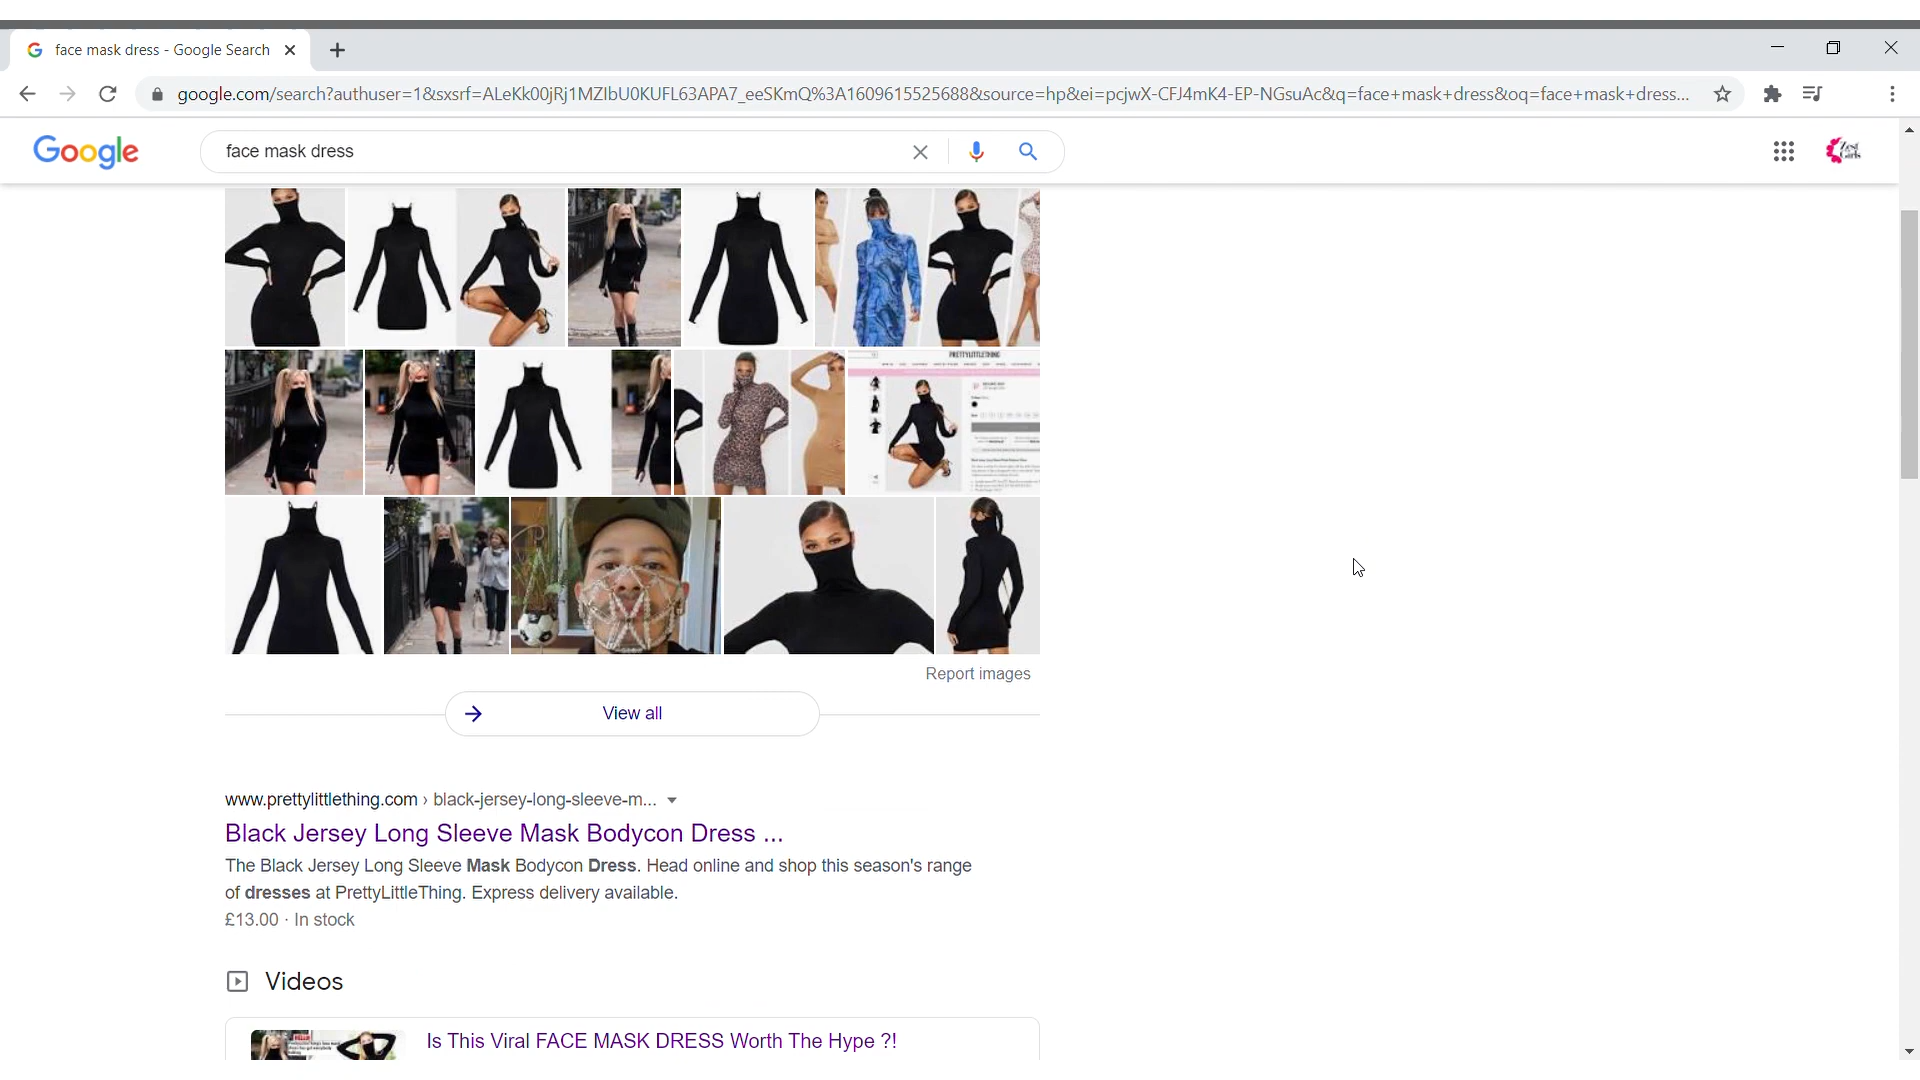 face mask dress - Google Search
google.com/search?authuser=1&sxsrf=ALeKk00jRj1MZIbU0KUFL63APA7_eeSKmQ%3A1609615525688&source=hp&ei=pcjwX-CFJ4mK4-EP-NGsuAc&q=face+mask+dress&oq=face+mask+dress...
Google
face mask dress
Zest Girls
PRETTYLITTLETHING
Report images
View all
www.prettylittlething.com › black-jersey-long-sleeve-m...
Black Jersey Long Sleeve Mask Bodycon Dress ...
The Black Jersey Long Sleeve Mask Bodycon Dress. Head online and shop this season's range
of dresses at PrettyLittleThing. Express delivery available.
£13.00 · In stock
Videos
Is This Viral FACE MASK DRESS Worth The Hype ?!